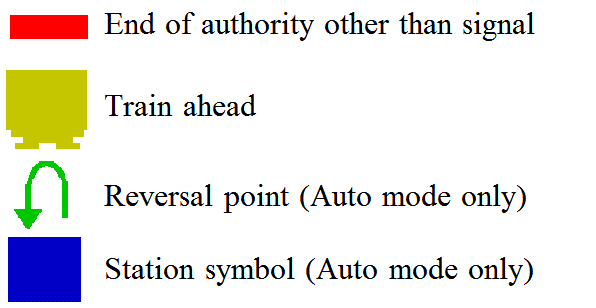 End of authority other than signal
Train ahead
Reversal point (Auto mode only)
Station symbol (Auto mode only)